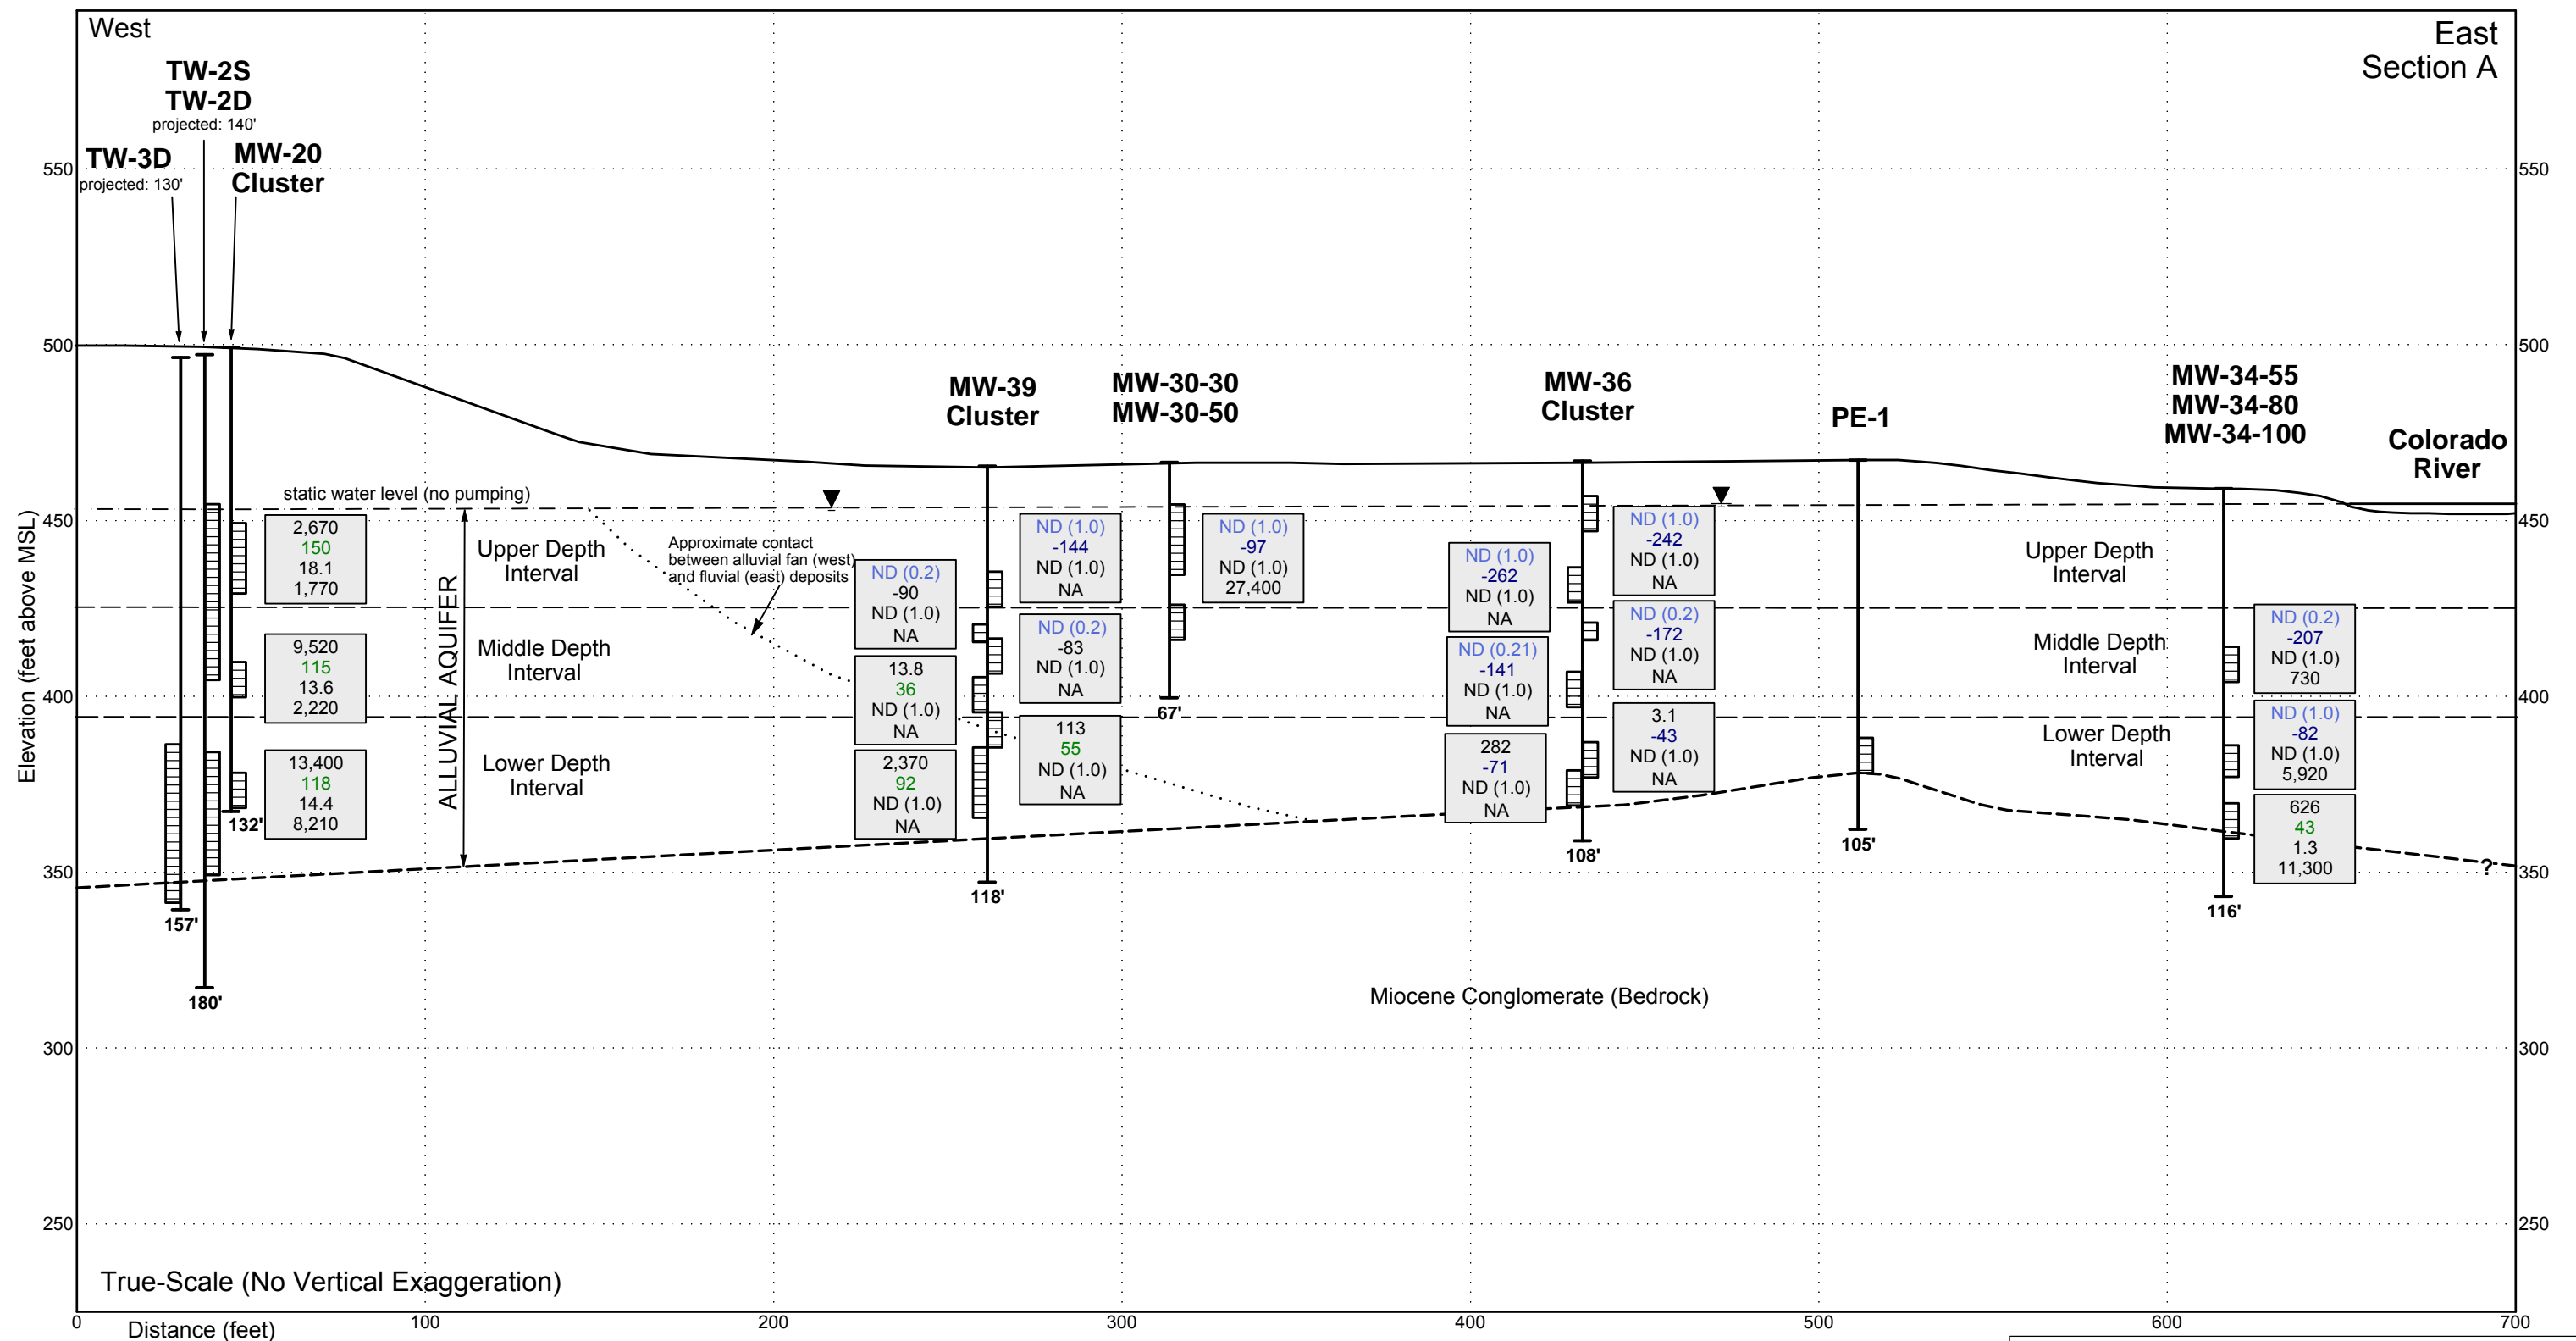 West
East
Section A
TW-2S
TW-2D
projected: 140'
TW-3D
projected: 130'
MW-20
Cluster
MW-39
Cluster
MW-30-30
MW-30-50
MW-36
Cluster
PE-1
MW-34-55
MW-34-80
MW-34-100
Colorado
River
Elevation (feet above MSL)
550
500
450
400
350
300
250
550
500
450
400
350
300
250
static water level (no pumping)
Approximate contact
between alluvial fan (west)
and fluvial (east) deposits
ALLUVIAL AQUIFER
Upper Depth
Interval
Middle Depth
Interval
Lower Depth
Interval
Upper Depth
Interval
Middle Depth
Interval
Lower Depth
Interval
2,670
150
18.1
1,770
9,520
115
13.6
2,220
13,400
118
14.4
8,210
ND (0.2)
-90
ND (1.0)
NA
13.8
36
ND (1.0)
NA
2,370
92
ND (1.0)
NA
ND (1.0)
-144
ND (1.0)
NA
ND (0.2)
-83
ND (1.0)
NA
113
55
ND (1.0)
NA
ND (1.0)
-97
ND (1.0)
27,400
ND (1.0)
-262
ND (1.0)
NA
ND (0.21)
-141
ND (1.0)
NA
282
-71
ND (1.0)
NA
ND (1.0)
-242
ND (1.0)
NA
ND (0.2)
-172
ND (1.0)
NA
3.1
-43
ND (1.0)
NA
ND (0.2)
-207
ND (1.0)
730
ND (1.0)
-82
ND (1.0)
5,920
626
43
1.3
11,300
157'
180'
132'
118'
67'
108'
105'
116'
?
Miocene Conglomerate (Bedrock)
True-Scale (No Vertical Exaggeration)
0
100
200
300
400
500
600
700
Distance (feet)